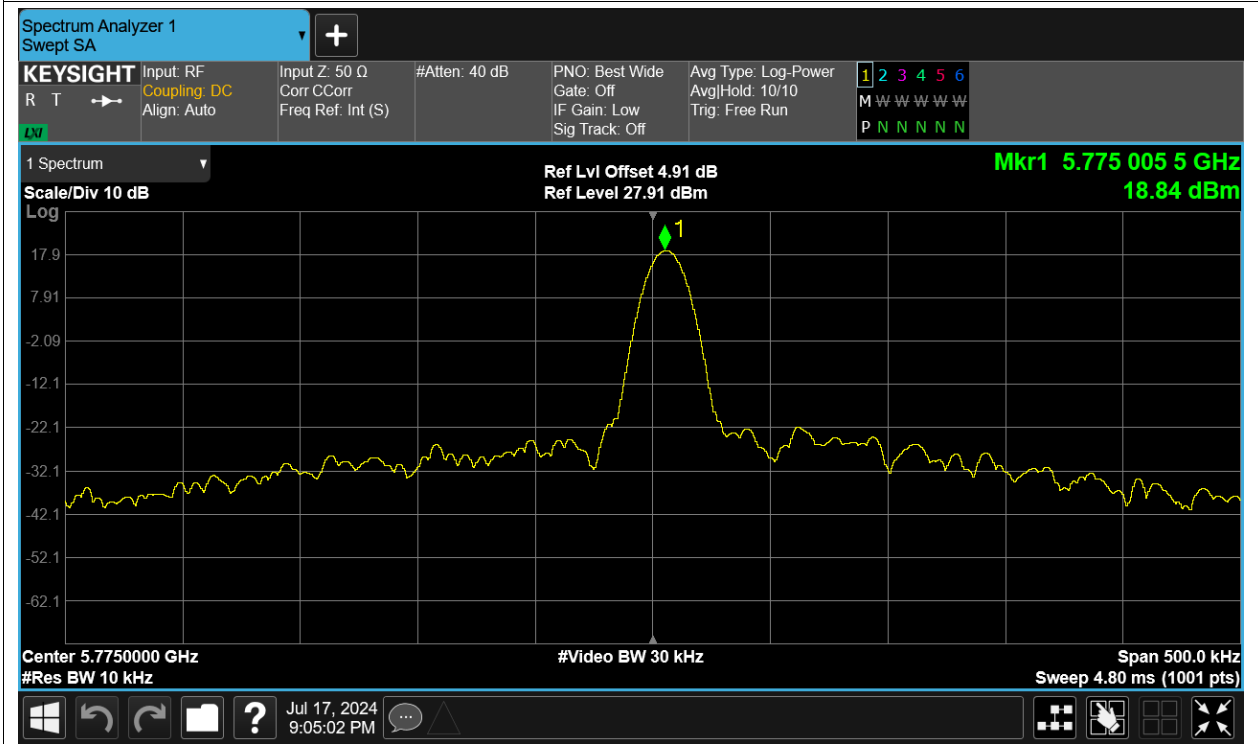 Spectrum Analyzer 1
Swept SA
KEYSIGHT
R T
LXI
Input: RF
Coupling: DC
Align: Auto
Input Z: 50 Ω
Corr CCorr
Freq Ref: Int (S)
#Atten: 40 dB
PNO: Best Wide
Gate: Off
IF Gain: Low
Sig Track: Off
Avg Type: Log-Power
Avg|Hold: 10/10
Trig: Free Run
1 2 3 4 5 6
M W W W W W
P N N N N N
1 Spectrum
Scale/Div 10 dB
Log
Ref Lvl Offset 4.91 dB
Ref Level 27.91 dBm
Mkr1 5.775 005 5 GHz
18.84 dBm
1
17.9
7.91
-2.09
-12.1
-22.1
-32.1
-42.1
-52.1
-62.1
Center 5.7750000 GHz
#Res BW 10 kHz
#Video BW 30 kHz
Span 500.0 kHz
Sweep 4.80 ms (1001 pts)
?
Jul 17, 2024
9:05:02 PM